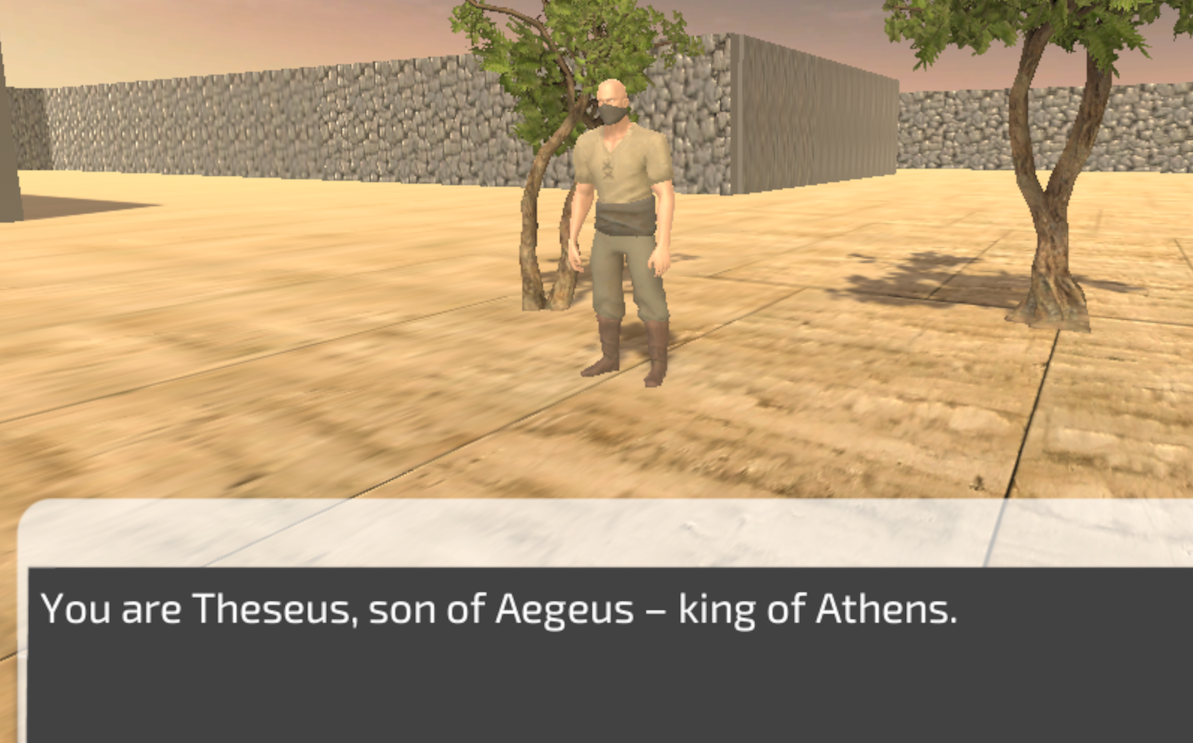 You are Theseus, son of Aegeus – king of Athens.